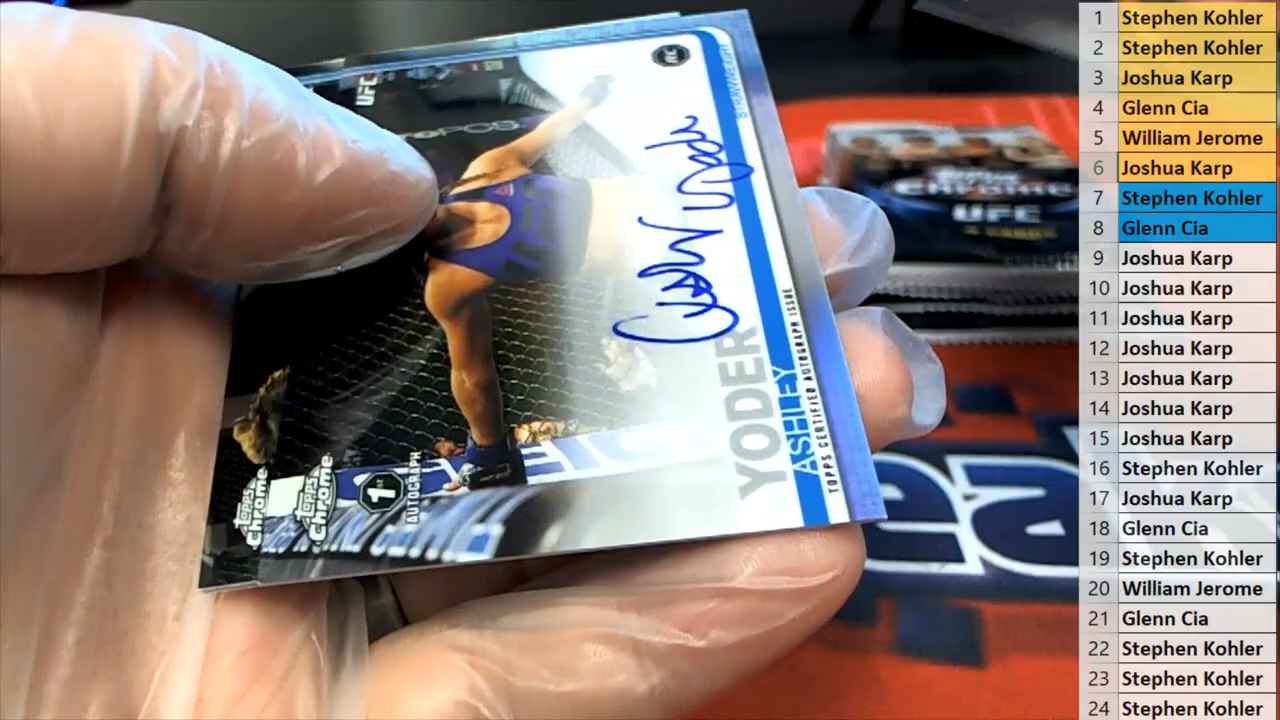 1 Stephen Kohler
2 Stephen Kohler
3 Joshua Karp
4 Glenn Cia
5 William Jerome
6 Joshua Karp
7 Stephen Kohler
8 Glenn Cia
9 Joshua Karp
10 Joshua Karp
11 Joshua Karp
12 Joshua Karp
13 Joshua Karp
14 Joshua Karp
15 Joshua Karp
16 Stephen Kohler
17 Joshua Karp
18 Glenn Cia
19 Stephen Kohler
20 William Jerome
21 Glenn Cia
22 Stephen Kohler
23 Stephen Kohler
24 Stephen Kohler
UFC
RC
STRAWWEIGHT
YODER
ASHLEY
TOPPS CERTIFIED AUTOGRAPH ISSUE
1st
AUTOGRAPH
Topps
Chrome
Topps
Chrome
Chrome
UFC